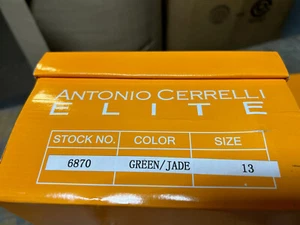 ANTONIO CERRELLI
ELITE
STOCK NO. COLOR SIZE
6870 GREEN/JADE 13